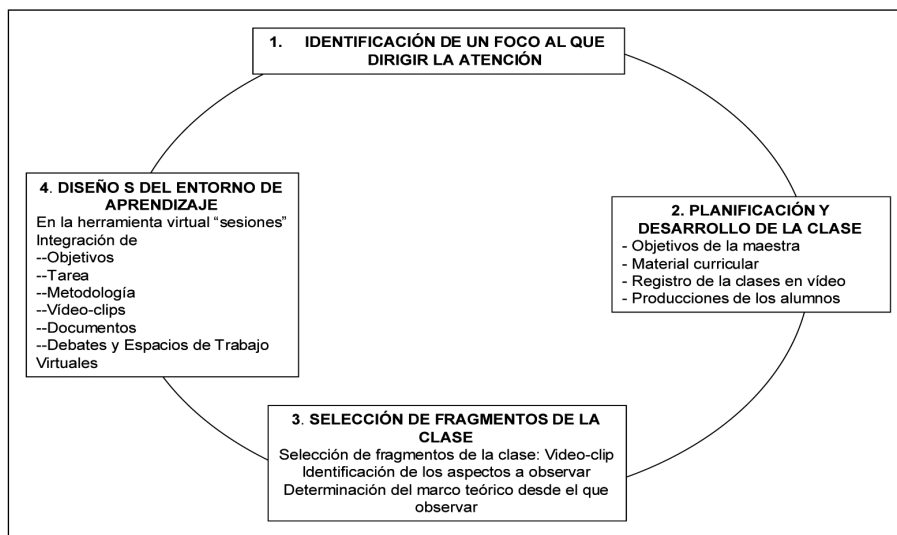 1. IDENTIFICACIÓN DE UN FOCO AL QUE
DIRIGIR LA ATENCIÓN
2. PLANIFICACIÓN Y
DESARROLLO DE LA CLASE
- Objetivos de la maestra
- Material curricular
- Registro de la clases en vídeo
- Producciones de los alumnos
3. SELECCIÓN DE FRAGMENTOS DE LA
CLASE
Selección de fragmentos de la clase: Video-clip
Identificación de los aspectos a observar
Determinación del marco teórico desde el que
observar
4. DISEÑO S DEL ENTORNO DE
APRENDIZAJE
En la herramienta virtual “sesiones”
Integración de
--Objetivos
--Tarea
--Metodología
--Vídeo-clips
--Documentos
--Debates y Espacios de Trabajo
Virtuales